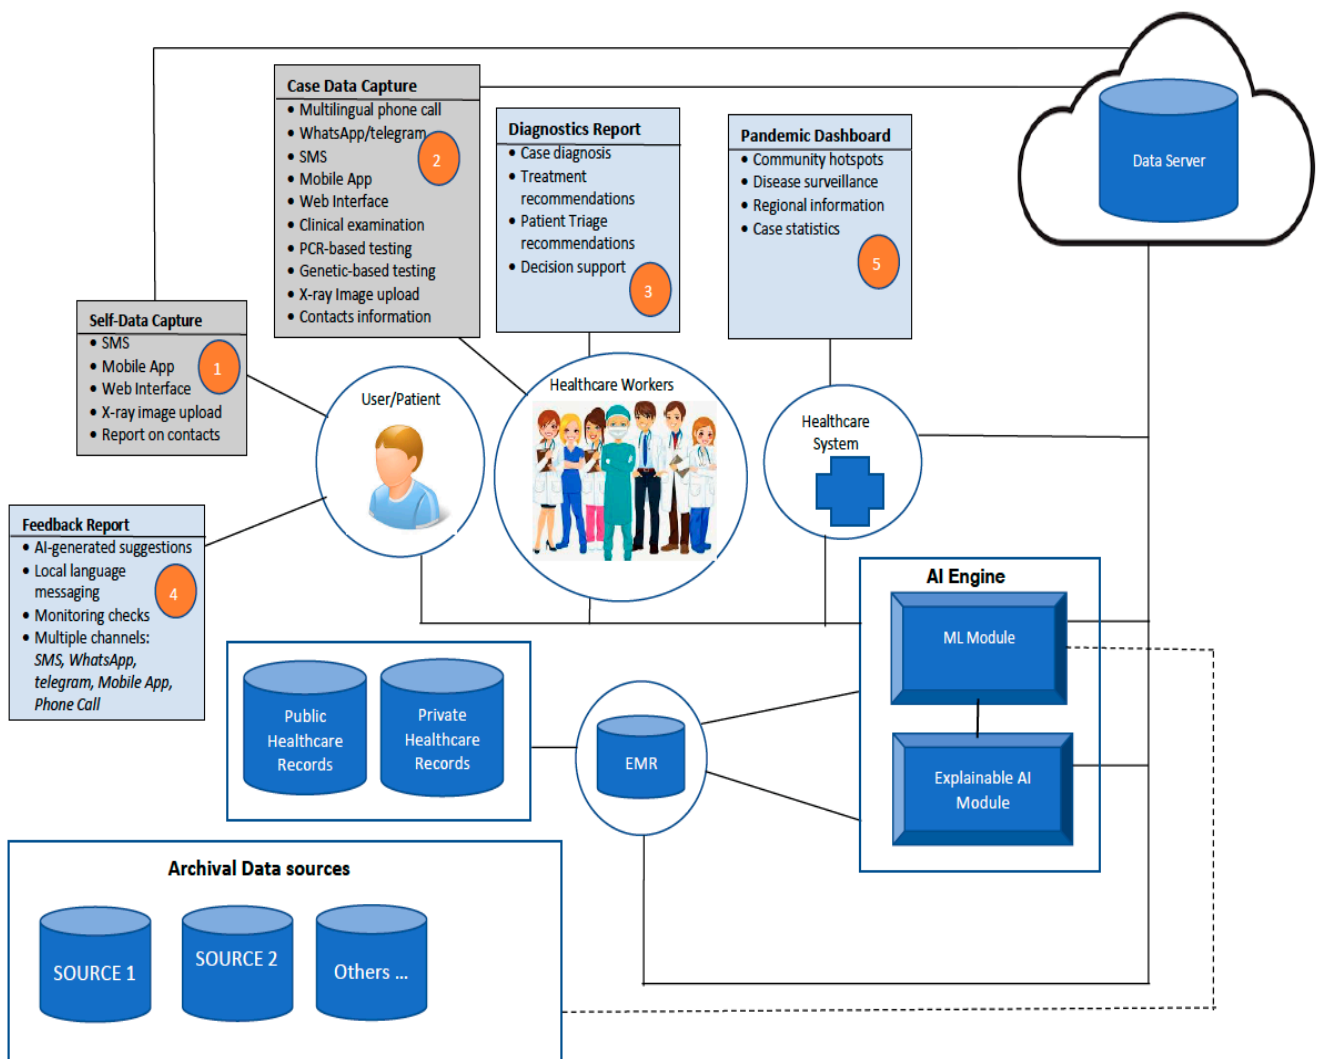 Case Data Capture
• Multilingual phone call
• WhatsApp/telegram
• SMS
• Mobile App
• Web Interface
• Clinical examination
• PCR-based testing
• Genetic-based testing
• X-ray Image upload
• Contacts information
2
Diagnostics Report
• Case diagnosis
• Treatment
recommendations
• Patient Triage
recommendations
• Decision support
3
Pandemic Dashboard
• Community hotspots
• Disease surveillance
• Regional information
• Case statistics
5
Data Server
Self-Data Capture
• SMS
• Mobile App
• Web Interface
• X-ray image upload
• Report on contacts
1
User/Patient
Healthcare Workers
Healthcare
System
Feedback Report
• AI-generated suggestions
• Local language
messaging
• Monitoring checks
• Multiple channels:
SMS, WhatsApp,
telegram, Mobile App,
Phone Call
4
AI Engine
ML Module
Explainable AI
Module
Public
Healthcare
Records
Private
Healthcare
Records
EMR
Archival Data sources
SOURCE 1
SOURCE 2
Others ...